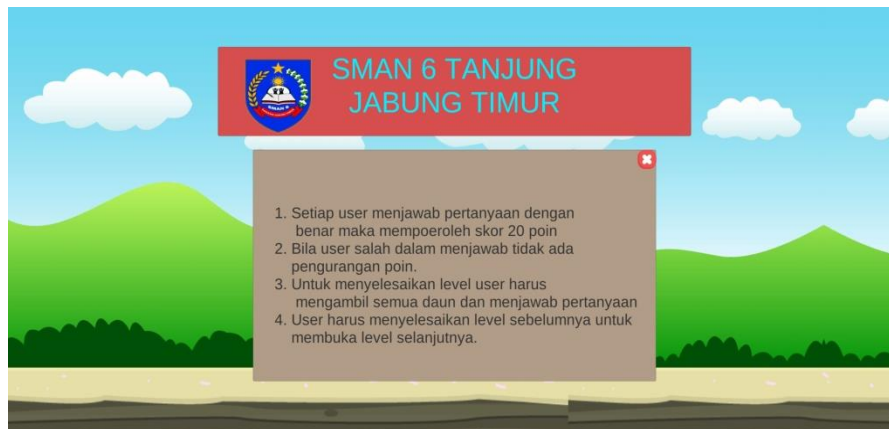 SMAN 6 TANJUNG
JABUNG TIMUR
SMAN 6
1. Setiap user menjawab pertanyaan dengan
benar maka mempoeroleh skor 20 poin
2. Bila user salah dalam menjawab tidak ada
pengurangan poin.
3. Untuk menyelesaikan level user harus
mengambil semua daun dan menjawab pertanyaan
4. User harus menyelesaikan level sebelumnya untuk
membuka level selanjutnya.